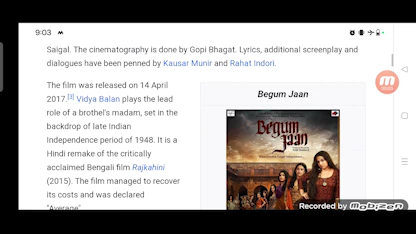 9:03
Saigal. The cinematography is done by Gopi Bhagat. Lyrics, additional screenplay and
dialogues have been penned by Kausar Munir and Rahat Indori.
The film was released on 14 April
2017.[3] Vidya Balan plays the lead
role of a brothel's madam, set in the
backdrop of late Indian
Independence period of 1948. It is a
Hindi remake of the critically
acclaimed Bengali film Rajkahini
(2015). The film managed to recover
its costs and was declared
"Average"
Begum Jaan
Begum
Jaan
Recorded by MOBIZEN